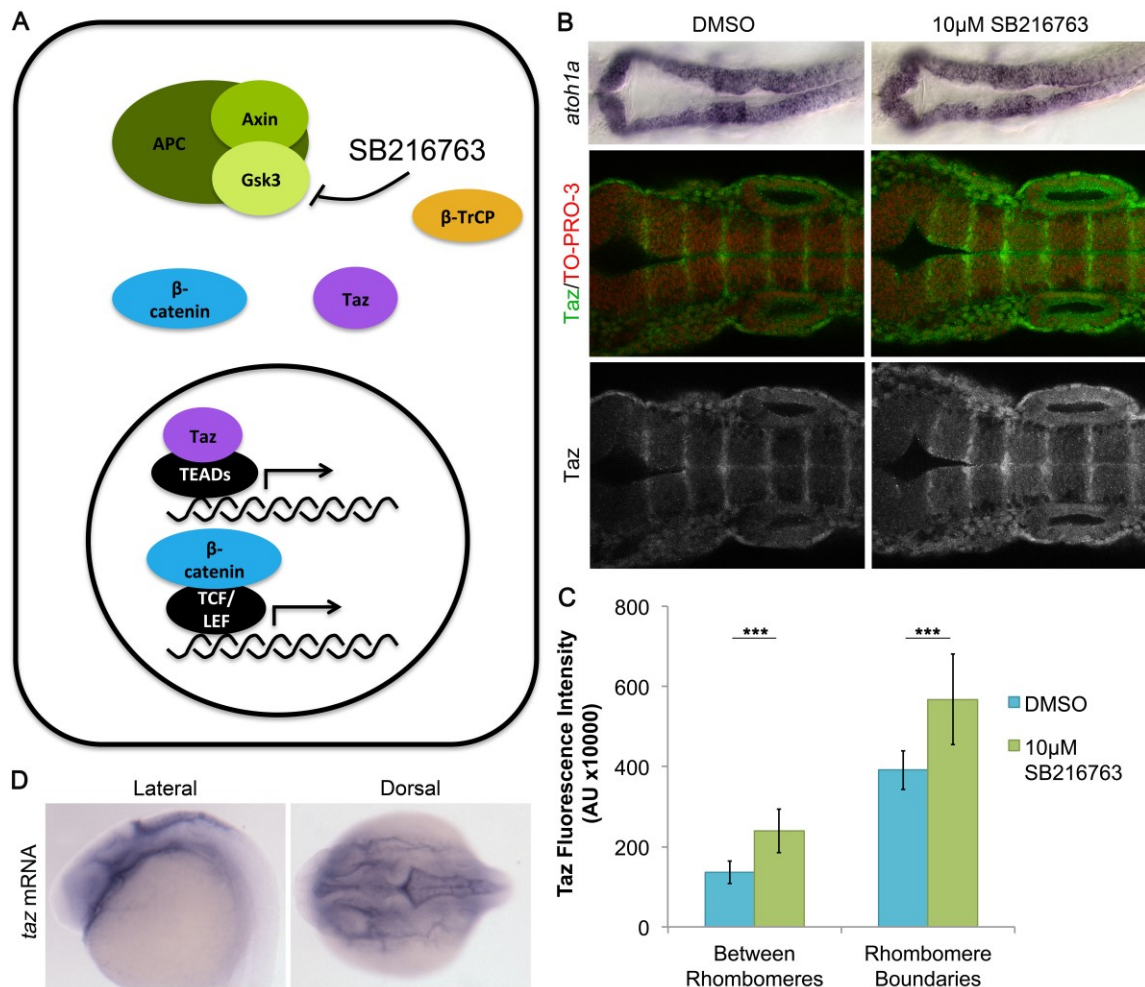 A
APC
Axin
Gsk3
SB216763
β-TrCP
β-
catenin
Taz
Taz
TEADs
β-
catenin
TCF/
LEF
B
DMSO
10µM SB216763
atoh1a
Taz/TO-PRO-3
Taz
C
Taz Fluorescence Intensity
(AU x10000)
800
600
400
200
0
***
***
DMSO
10µM
SB216763
Between
Rhombomeres
Rhombomere
Boundaries
D
Lateral
Dorsal
taz mRNA